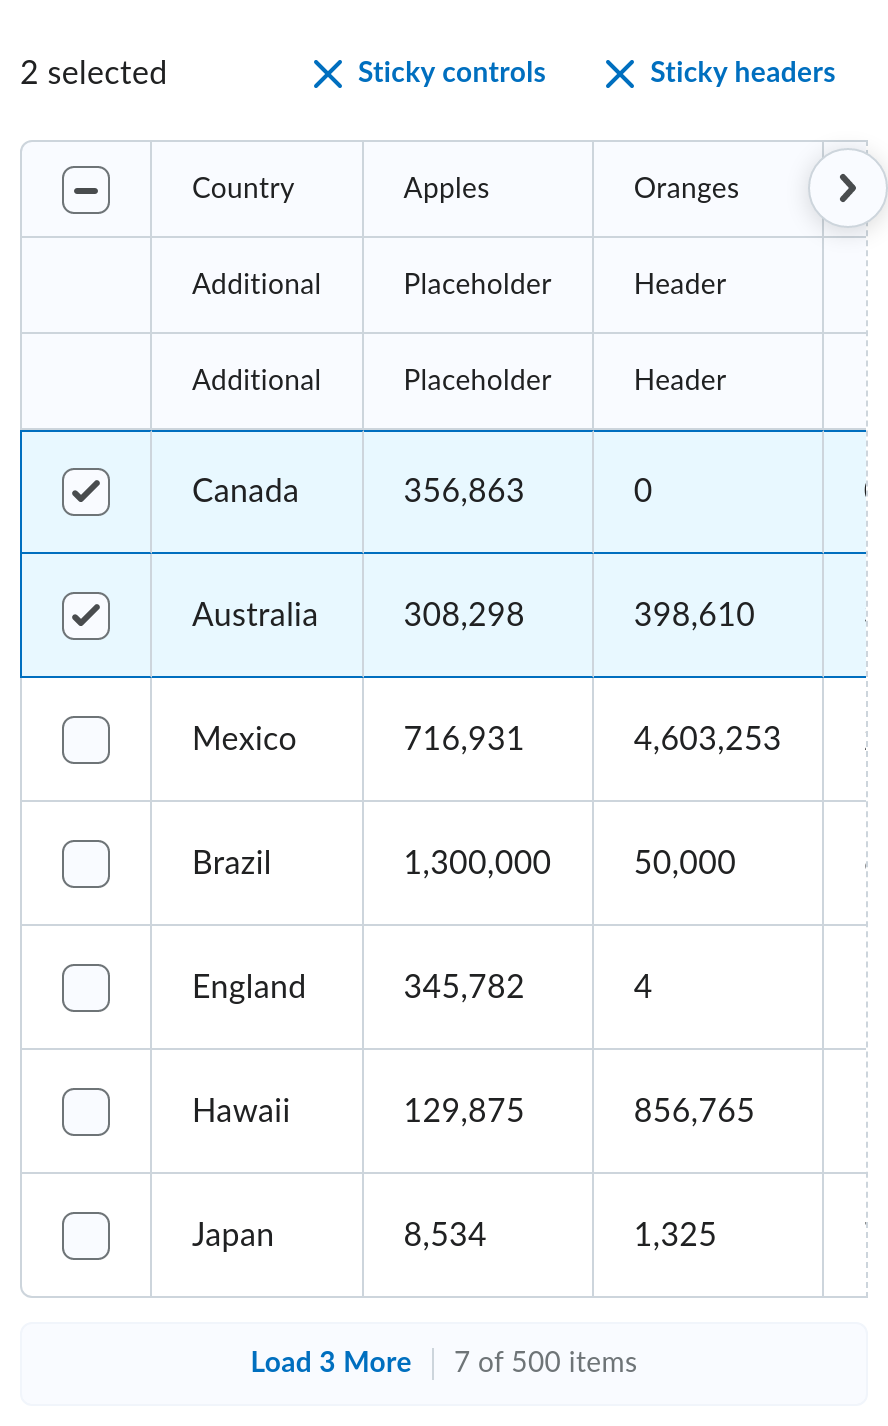 2 selected Sticky controls Sticky headers
Country Apples Oranges
Additional Placeholder Header
Additional Placeholder Header
Canada 356,863 0
Australia 308,298 398,610
Mexico 716,931 4,603,253
Brazil 1,300,000 50,000
England 345,782 4
Hawaii 129,875 856,765
Japan 8,534 1,325
Load 3 More 7 of 500 items